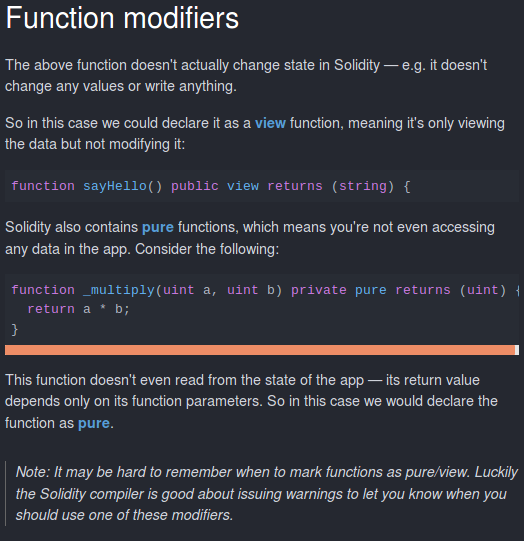 Function modifiers
The above function doesn't actually change state in Solidity — e.g. it doesn't
change any values or write anything.
So in this case we could declare it as a view function, meaning it's only viewing
the data but not modifying it:
function sayHello() public view returns (string) {
Solidity also contains pure functions, which means you're not even accessing
any data in the app. Consider the following:
function _multiply(uint a, uint b) private pure returns (uint) {
  return a * b;
}
This function doesn't even read from the state of the app — its return value
depends only on its function parameters. So in this case we would declare the
function as pure.
Note: It may be hard to remember when to mark functions as pure/view. Luckily
the Solidity compiler is good about issuing warnings to let you know when you
should use one of these modifiers.